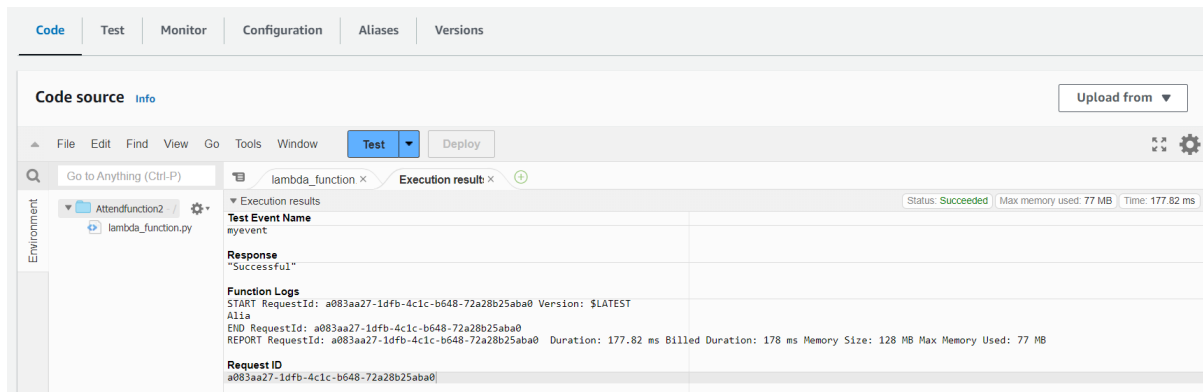 Code Test Monitor Configuration Aliases Versions
Code source Info
Upload from
File Edit Find View Go Tools Window Test Deploy
Go to Anything (Ctrl-P)
lambda_function × Execution result: ×
Environment
Attendfunction2 /
lambda_function.py
Execution results
Status: Succeeded Max memory used: 77 MB Time: 177.82 ms
Test Event Name
myevent
Response
"Successful"
Function Logs
START RequestId: a083aa27-1dfb-4c1c-b648-72a28b25aba0 Version: $LATEST
Alia
END RequestId: a083aa27-1dfb-4c1c-b648-72a28b25aba0
REPORT RequestId: a083aa27-1dfb-4c1c-b648-72a28b25aba0 Duration: 177.82 ms Billed Duration: 178 ms Memory Size: 128 MB Max Memory Used: 77 MB
Request ID
a083aa27-1dfb-4c1c-b648-72a28b25aba0